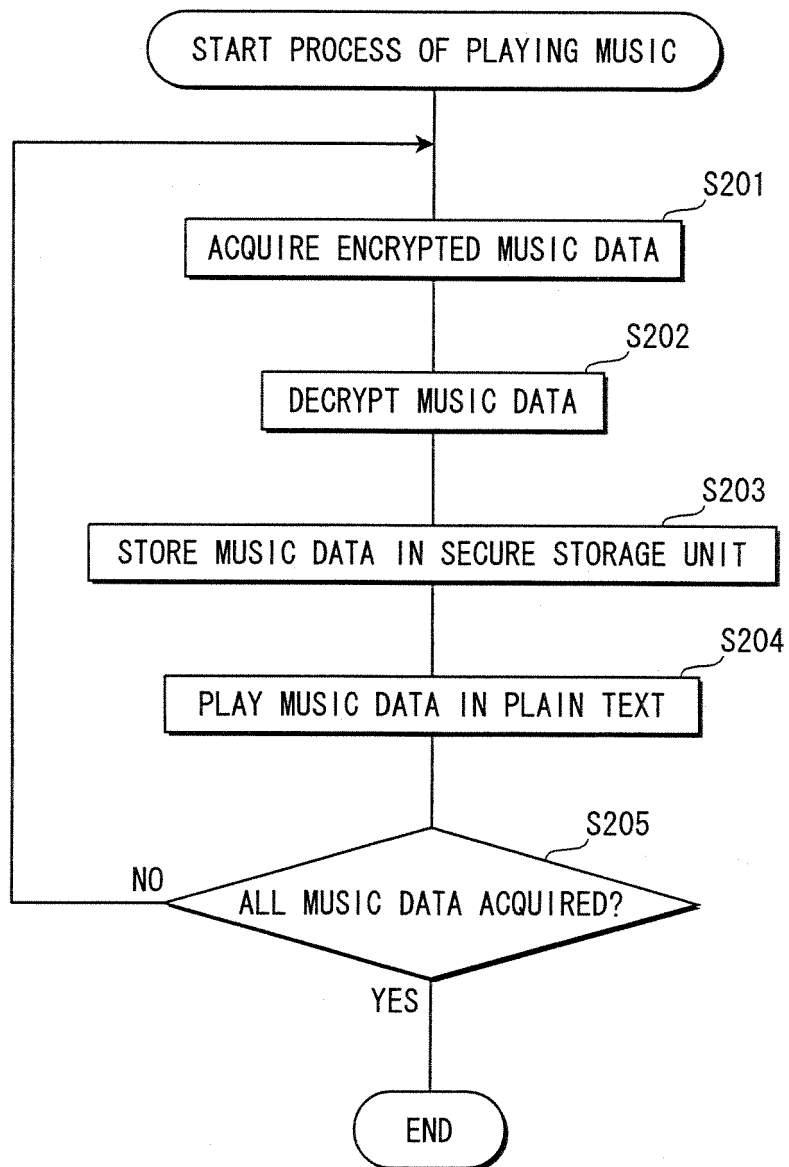 START PROCESS OF PLAYING MUSIC
S201
ACQUIRE ENCRYPTED MUSIC DATA
S202
DECRYPT MUSIC DATA
S203
STORE MUSIC DATA IN SECURE STORAGE UNIT
S204
PLAY MUSIC DATA IN PLAIN TEXT
S205
ALL MUSIC DATA ACQUIRED?
NO
YES
END